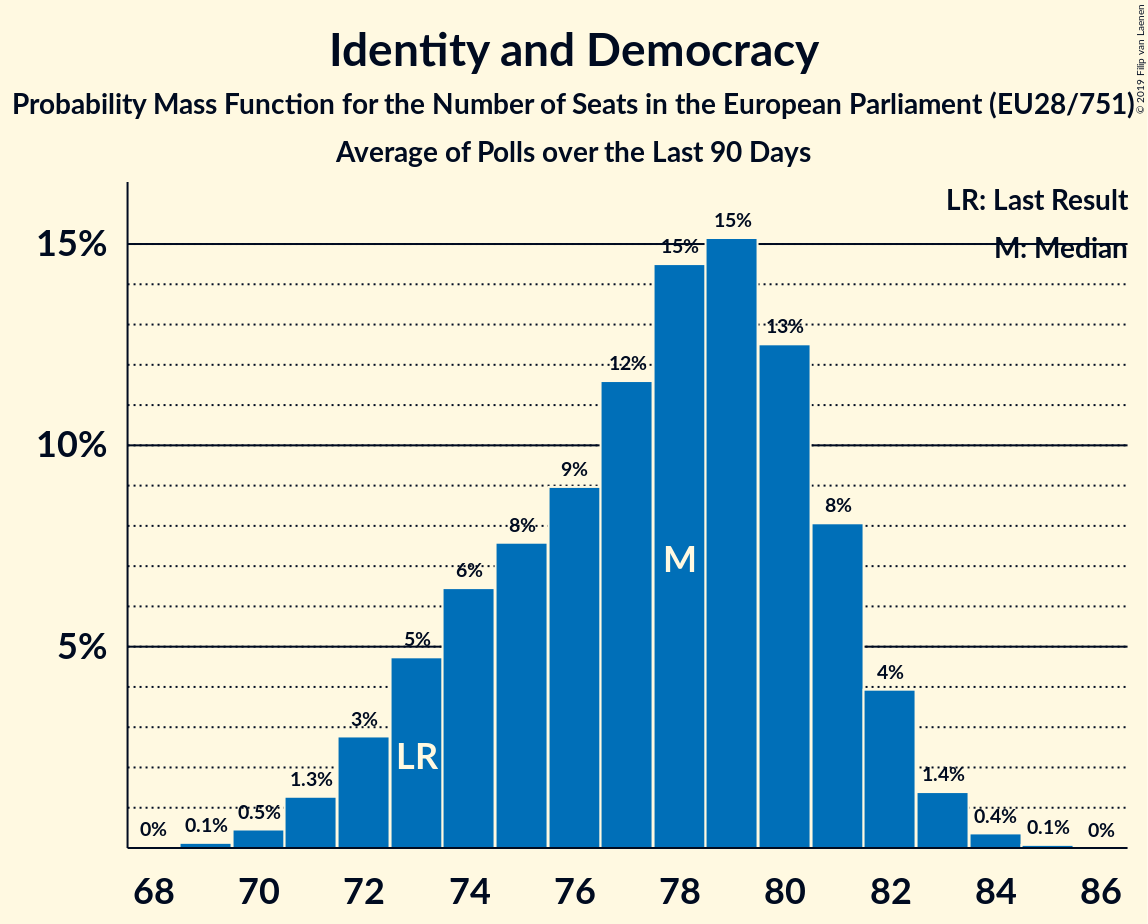 Identity and Democracy
Probability Mass Function for the Number of Seats in the European Parliament (EU28/751)
Average of Polls over the Last 90 Days
© 2019 Filip van Laenen
LR: Last Result
M: Median
15%
10%
5%
0%
0.1%
0.5%
1.3%
3%
5%
6%
8%
9%
12%
15%
15%
13%
8%
4%
1.4%
0.4%
0.1%
0%
LR
M
68 70 72 74 76 78 80 82 84 86